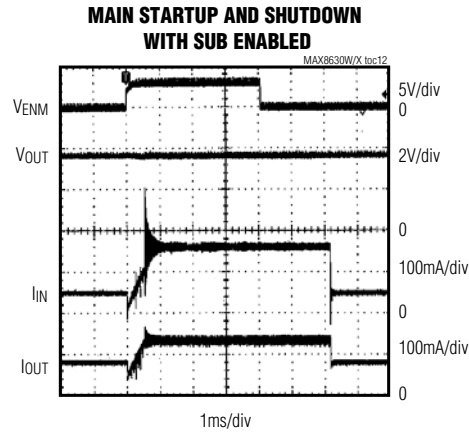 MAIN STARTUP AND SHUTDOWN
WITH SUB ENABLED
MAX8630W/X toc12
VENM
5V/div
0
VOUT
2V/div
0
100mA/div
IIN
0
100mA/div
IOUT
0
1ms/div